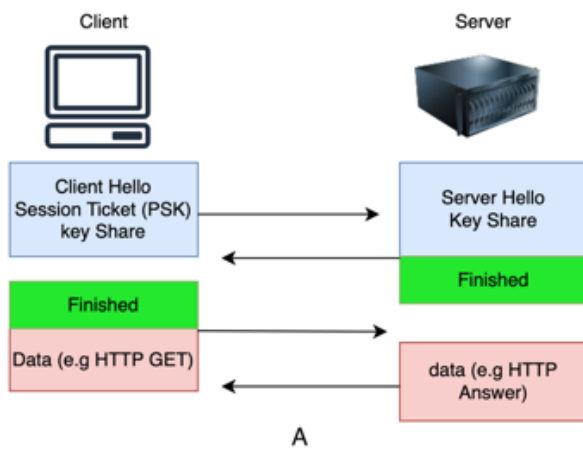 Client
Server
Client Hello
Session Ticket (PSK)
key Share
Server Hello
Key Share
Finished
Finished
Data (e.g HTTP GET)
data (e.g HTTP
Answer)
A